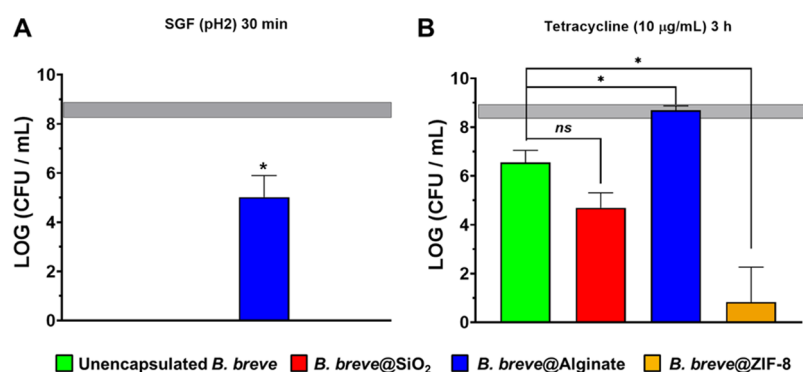 A
SGF (pH2) 30 min
LOG (CFU / mL)
10
8
6
4
2
0
*
B
Tetracycline (10 μg/mL) 3 h
LOG (CFU / mL)
10
8
6
4
2
0
*
*
ns
Unencapsulated B. breve B. breve@SiO₂ B. breve@Alginate B. breve@ZIF-8